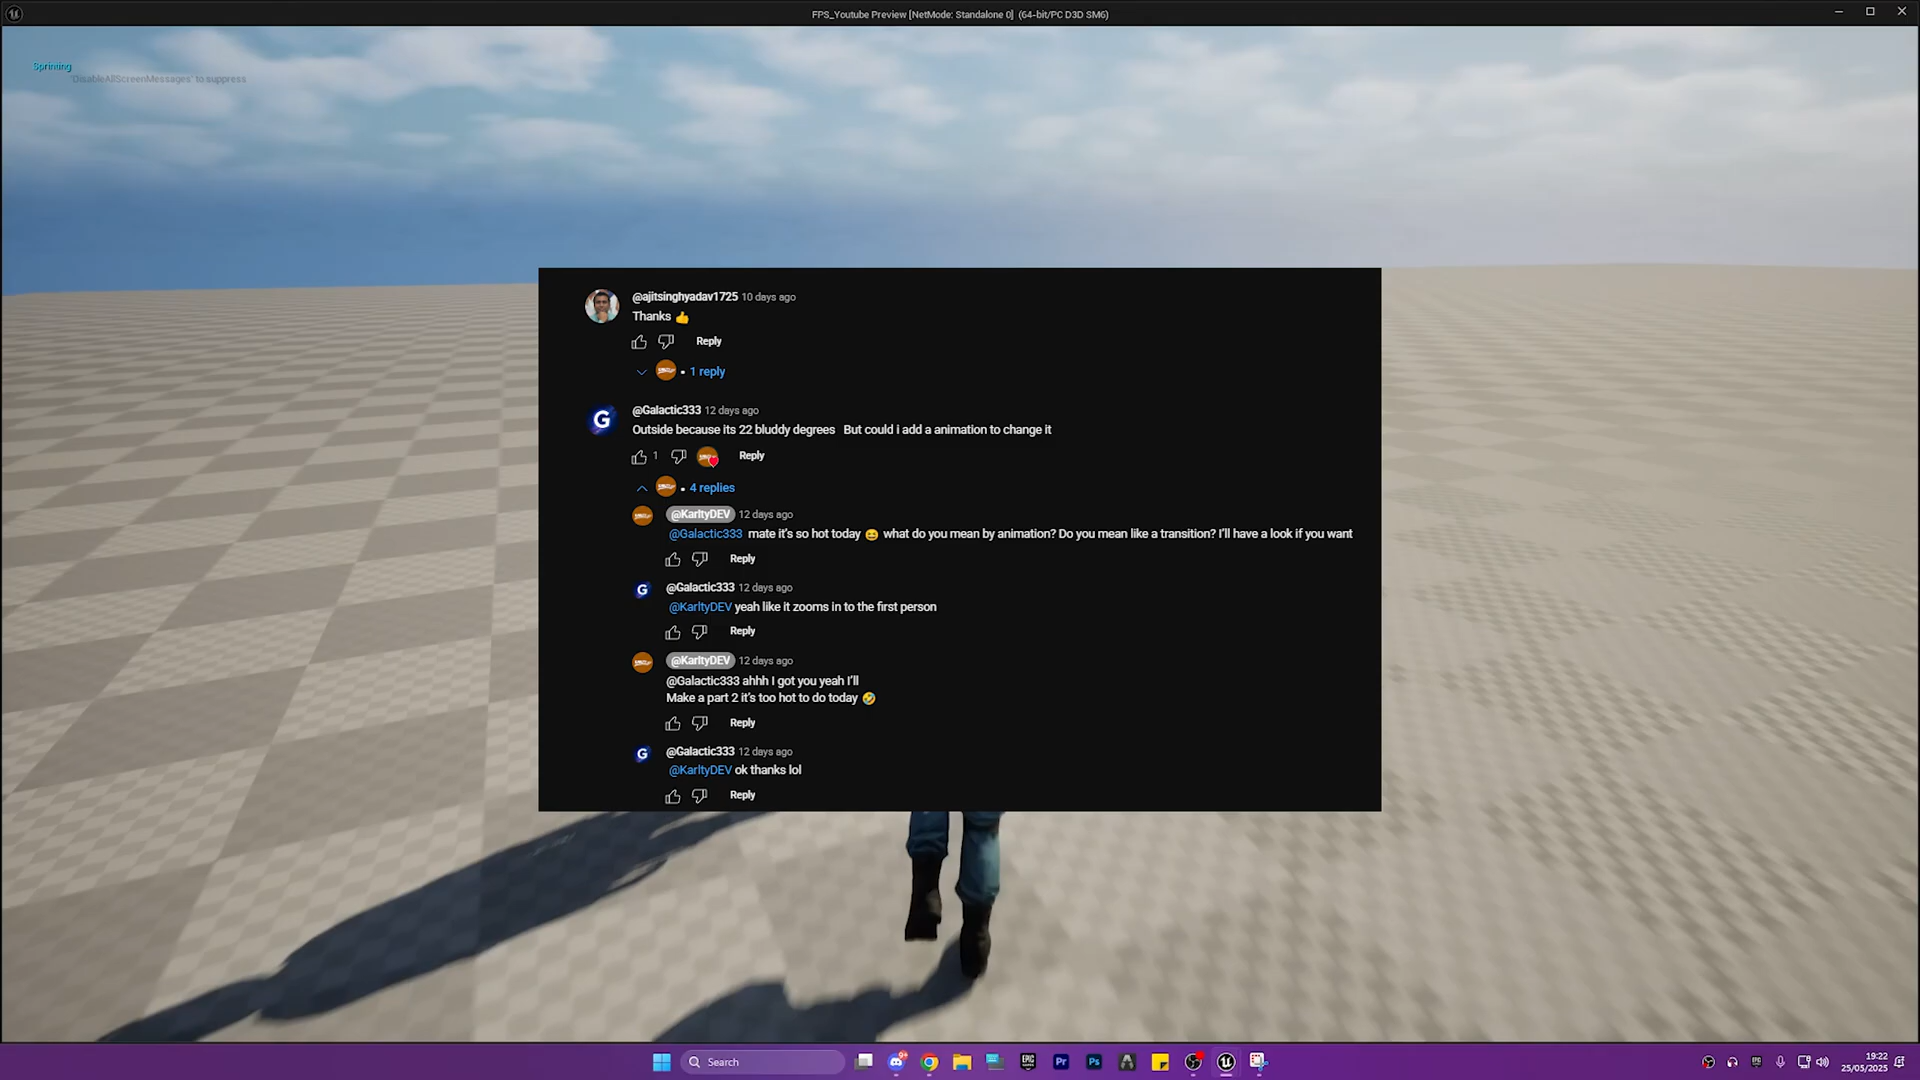 FPS_Youtube Preview [NetMode: Standalone 0] (64-bit/PC D3D SM6)
Sprinting
'DisableAllScreenMessages' to suppress
@ajitsinghyadav1725 10 days ago
Thanks 👍
Reply
• 1 reply
@Galactic333 12 days ago
Outside because its 22 bluddy degrees But could i add a animation to change it
1 Reply
• 4 replies
@KarltyDEV 12 days ago
@Galactic333 mate it's so hot today 😆 what do you mean by animation? Do you mean like a transition? I'll have a look if you want
Reply
@Galactic333 12 days ago
@KarltyDEV yeah like it zooms in to the first person
Reply
@KarltyDEV 12 days ago
@Galactic333 ahhh I got you yeah I'll
Make a part 2 it's too hot to do today 🤣
Reply
@Galactic333 12 days ago
@KarltyDEV ok thanks lol
Reply
Search
19:22
25/05/2025